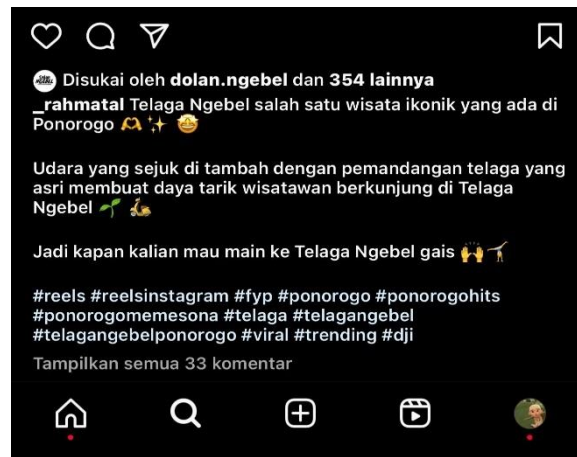 Disukai oleh dolan.ngebel dan 354 lainnya
_rahmatal Telaga Ngebel salah satu wisata ikonik yang ada di
Ponorogo 🫶✨ 🤩
Udara yang sejuk di tambah dengan pemandangan telaga yang
asri membuat daya tarik wisatawan berkunjung di Telaga
Ngebel 🌱 🛵
Jadi kapan kalian mau main ke Telaga Ngebel gais 🙌🤸
#reels #reelsinstagram #fyp #ponorogo #ponorogohits
#ponorogomemesona #telaga #telagangebel
#telagangebelponorogo #viral #trending #dji
Tampilkan semua 33 komentar